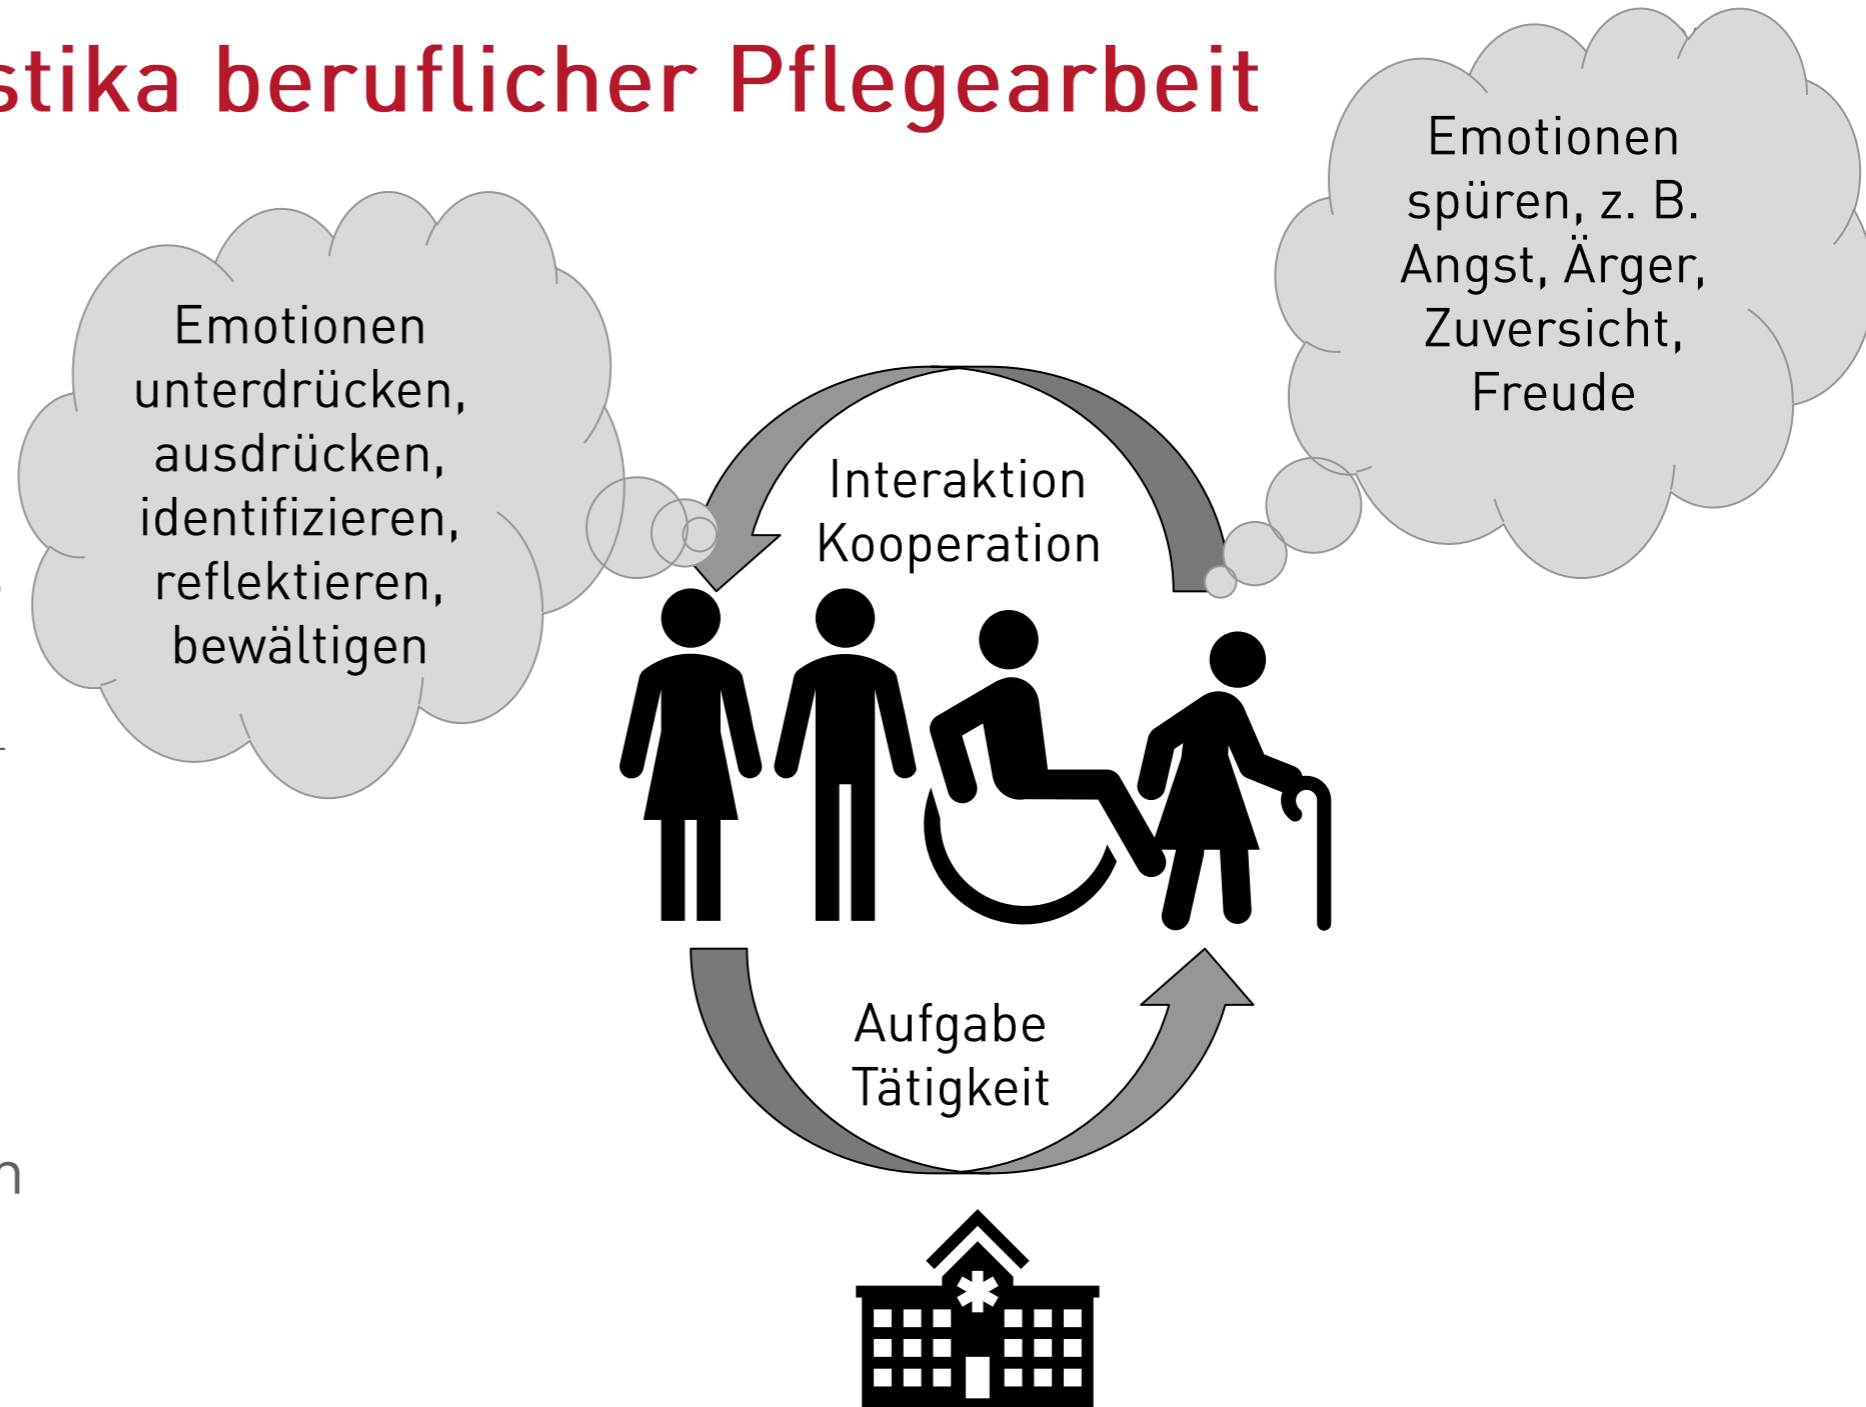 stika beruflicher Pflegearbeit
Emotionen
spüren, z. B.
Angst, Ärger,
Zuversicht,
Freude
Emotionen
unterdrücken,
ausdrücken,
identifizieren,
reflektieren,
bewältigen
Interaktion
Kooperation
Aufgabe
Tätigkeit
n